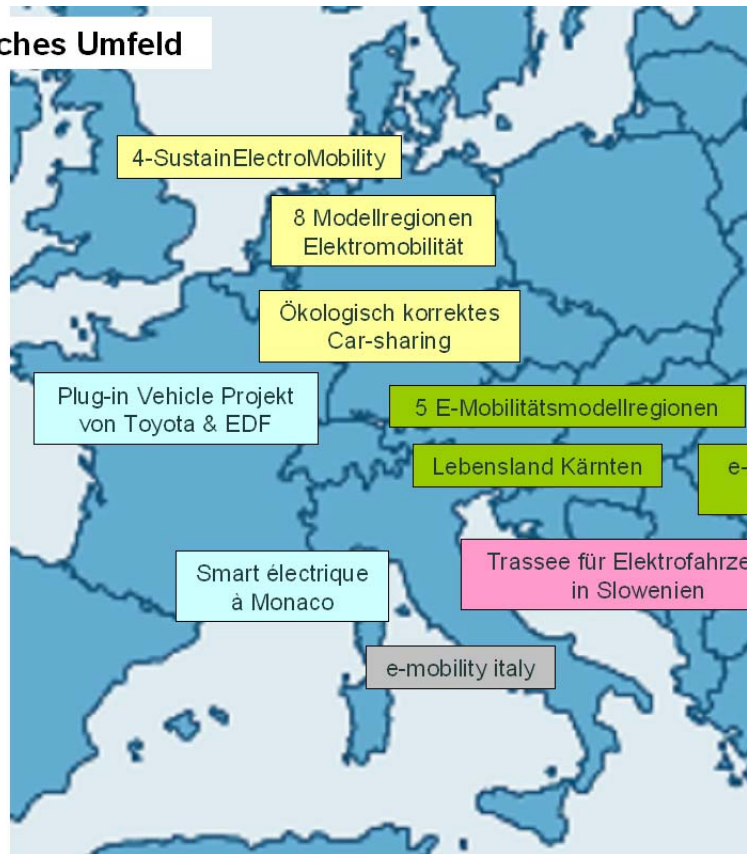 ches Umfeld
4-SustainElectroMobility
8 Modellregionen
Elektromobilität
Ökologisch korrektes
Car-sharing
Plug-in Vehicle Projekt
von Toyota & EDF
5 E-Mobilitätsmodellregionen
Lebensland Kärnten
e-
Trassee für Elektrofahrze
in Slowenien
Smart électrique
à Monaco
e-mobility italy